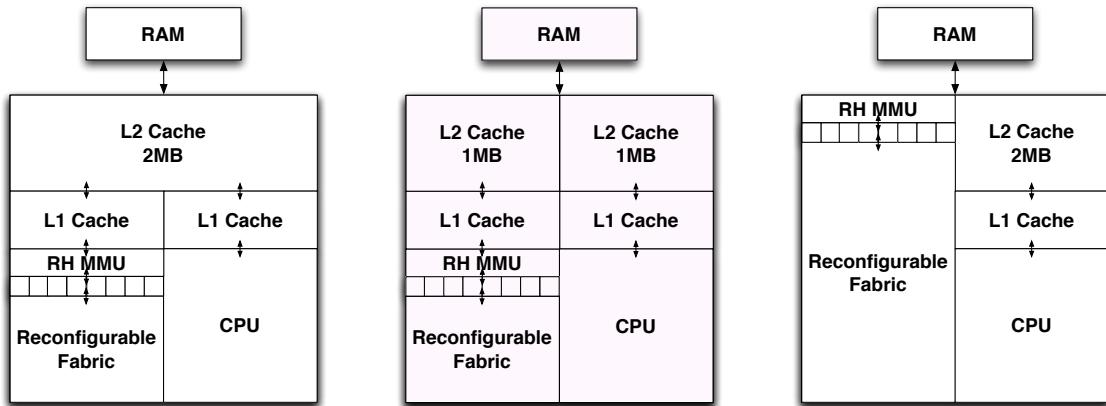 RAM
L2 Cache
2MB
L1 Cache
L1 Cache
RH MMU
Reconfigurable
Fabric
CPU
RAM
L2 Cache
1MB
L2 Cache
1MB
L1 Cache
L1 Cache
RH MMU
Reconfigurable
Fabric
CPU
RAM
RH MMU
L2 Cache
2MB
L1 Cache
Reconfigurable
Fabric
CPU